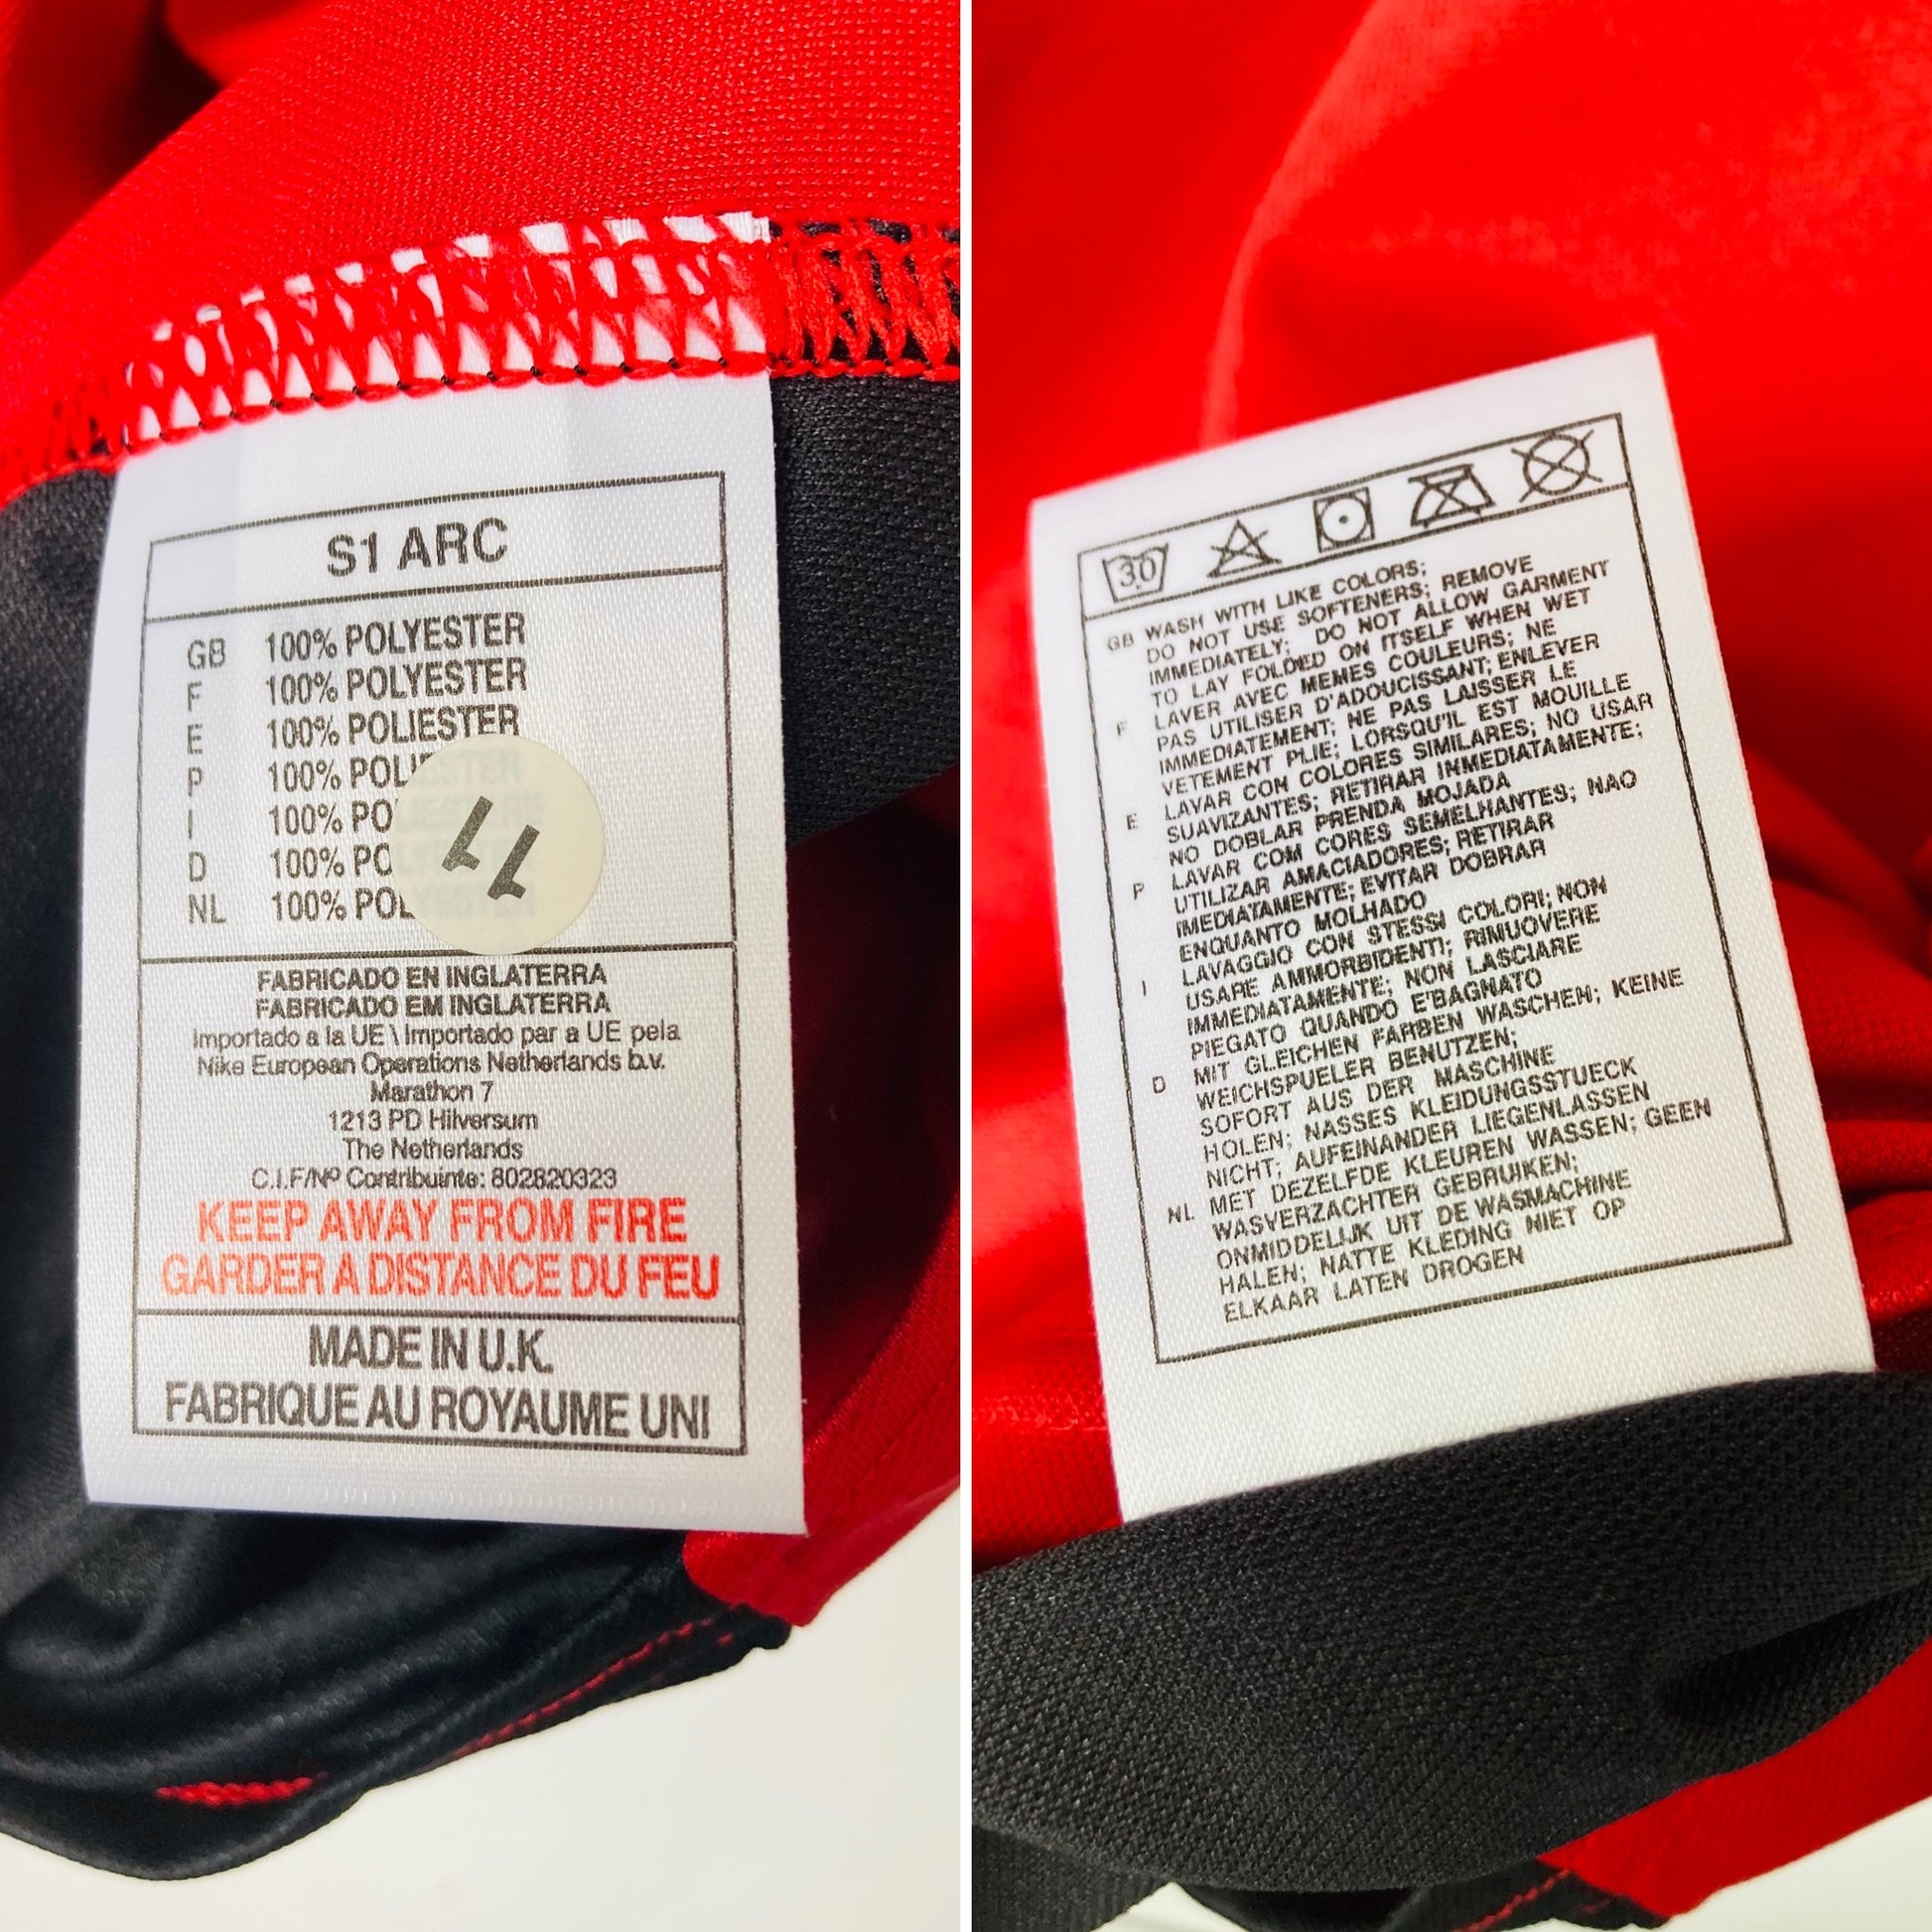 S1 ARC
GB 100% POLYESTER
F 100% POLYESTER
E 100% POLIESTER
P 100% POLIESTER
I 100% PO
D 100% PO
NL 100% POL
11
FABRICADO EN INGLATERRA
FABRICADO EM INGLATERRA
Importado a la UE \ Importado par a UE pela
Nike European Operations Netherlands b.v.
Marathon 7
1213 PD Hilversum
The Netherlands
C.I.F/Nº Contribuinte: 802820323
KEEP AWAY FROM FIRE
GARDER A DISTANCE DU FEU
MADE IN U.K.
FABRIQUE AU ROYAUME UNI
30
GB WASH WITH LIKE COLORS;
DO NOT USE SOFTENERS; REMOVE
IMMEDIATELY; DO NOT ALLOW GARMENT
TO LAY FOLDED ON ITSELF WHEN WET
F LAVER AVEC MEMES COULEURS; NE
PAS UTILISER D'ADOUCISSANT; ENLEVER
IMMEDIATEMENT; NE PAS LAISSER LE
VETEMENT PLIE; LORSQU'IL EST MOUILLE
E LAVAR CON COLORES SIMILARES; NO USAR
SUAVIZANTES; RETIRAR INMEDIATAMENTE;
NO DOBLAR PRENDA MOJADA
P LAVAR COM CORES SEMELHANTES; NAO
UTILIZAR AMACIADORES; RETIRAR
IMEDIATAMENTE; EVITAR DOBRAR
ENQUANTO MOLHADO
I LAVAGGIO CON STESSI COLORI; NON
USARE AMMORBIDENTI; RIMUOVERE
IMMEDIATAMENTE; NON LASCIARE
PIEGATO QUANDO E'BAGNATO
D MIT GLEICHEN FARBEN WASCHEN; KEINE
WEICHSPUELER BENUTZEN;
SOFORT AUS DER MASCHINE
HOLEN; NASSES KLEIDUNGSSTUECK
NICHT; AUFEINANDER LIEGENLASSEN
NL MET DEZELFDE KLEUREN WASSEN; GEEN
WASVERZACHTER GEBRUIKEN;
ONMIDDELIJK UIT DE WASMACHINE
HALEN; NATTE KLEDING NIET OP
ELKAAR LATEN DROGEN